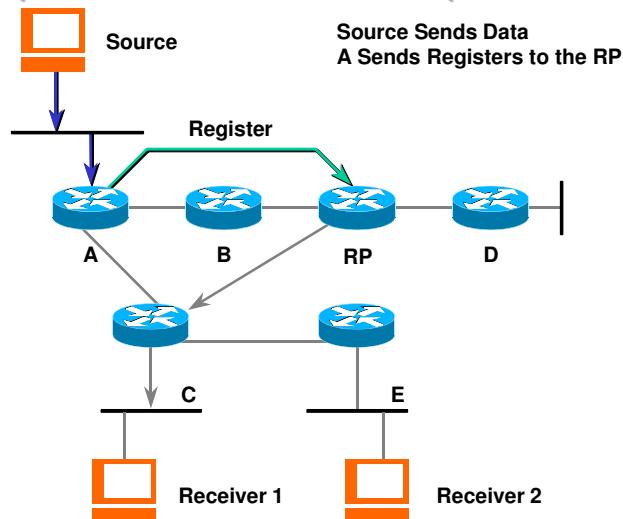 Source
Source Sends Data
A Sends Registers to the RP
Register
A
B
RP
D
C
E
Receiver 1
Receiver 2